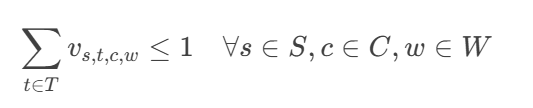 ∑_{t∈T} v_{s,t,c,w} ≤ 1 ∀s ∈ S, c ∈ C, w ∈ W